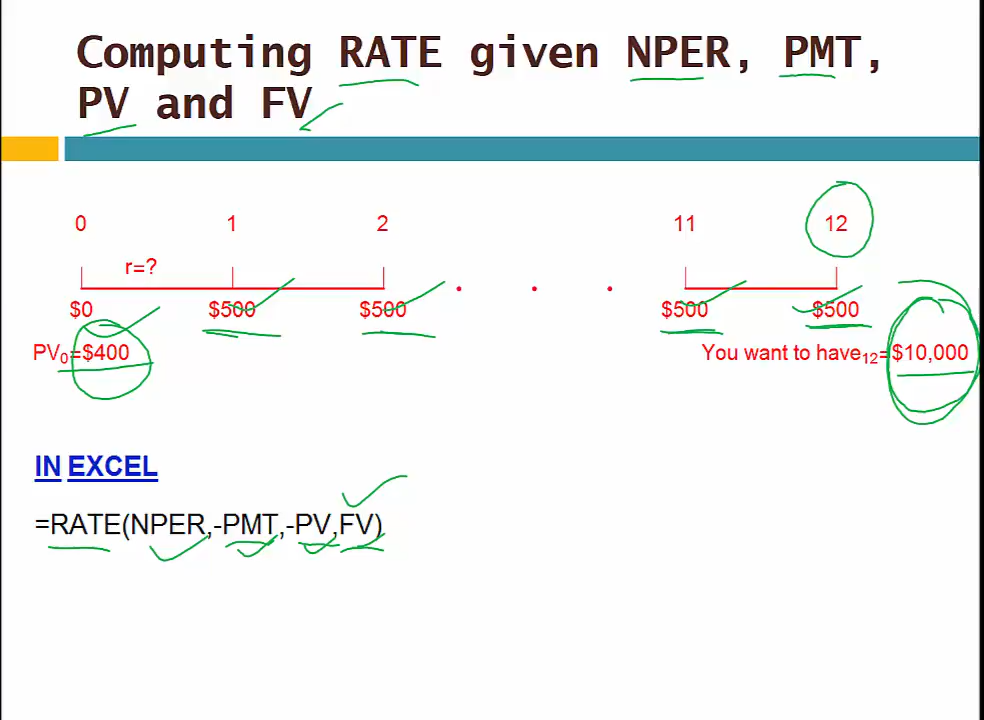 Computing RATE given NPER, PMT,
PV and FV
0 1 2 11 12
r=?
$0 $500 $500 . . . $500 $500
PV₀=$400 You want to have₁₂=$10,000
IN EXCEL
=RATE(NPER,-PMT,-PV,FV)